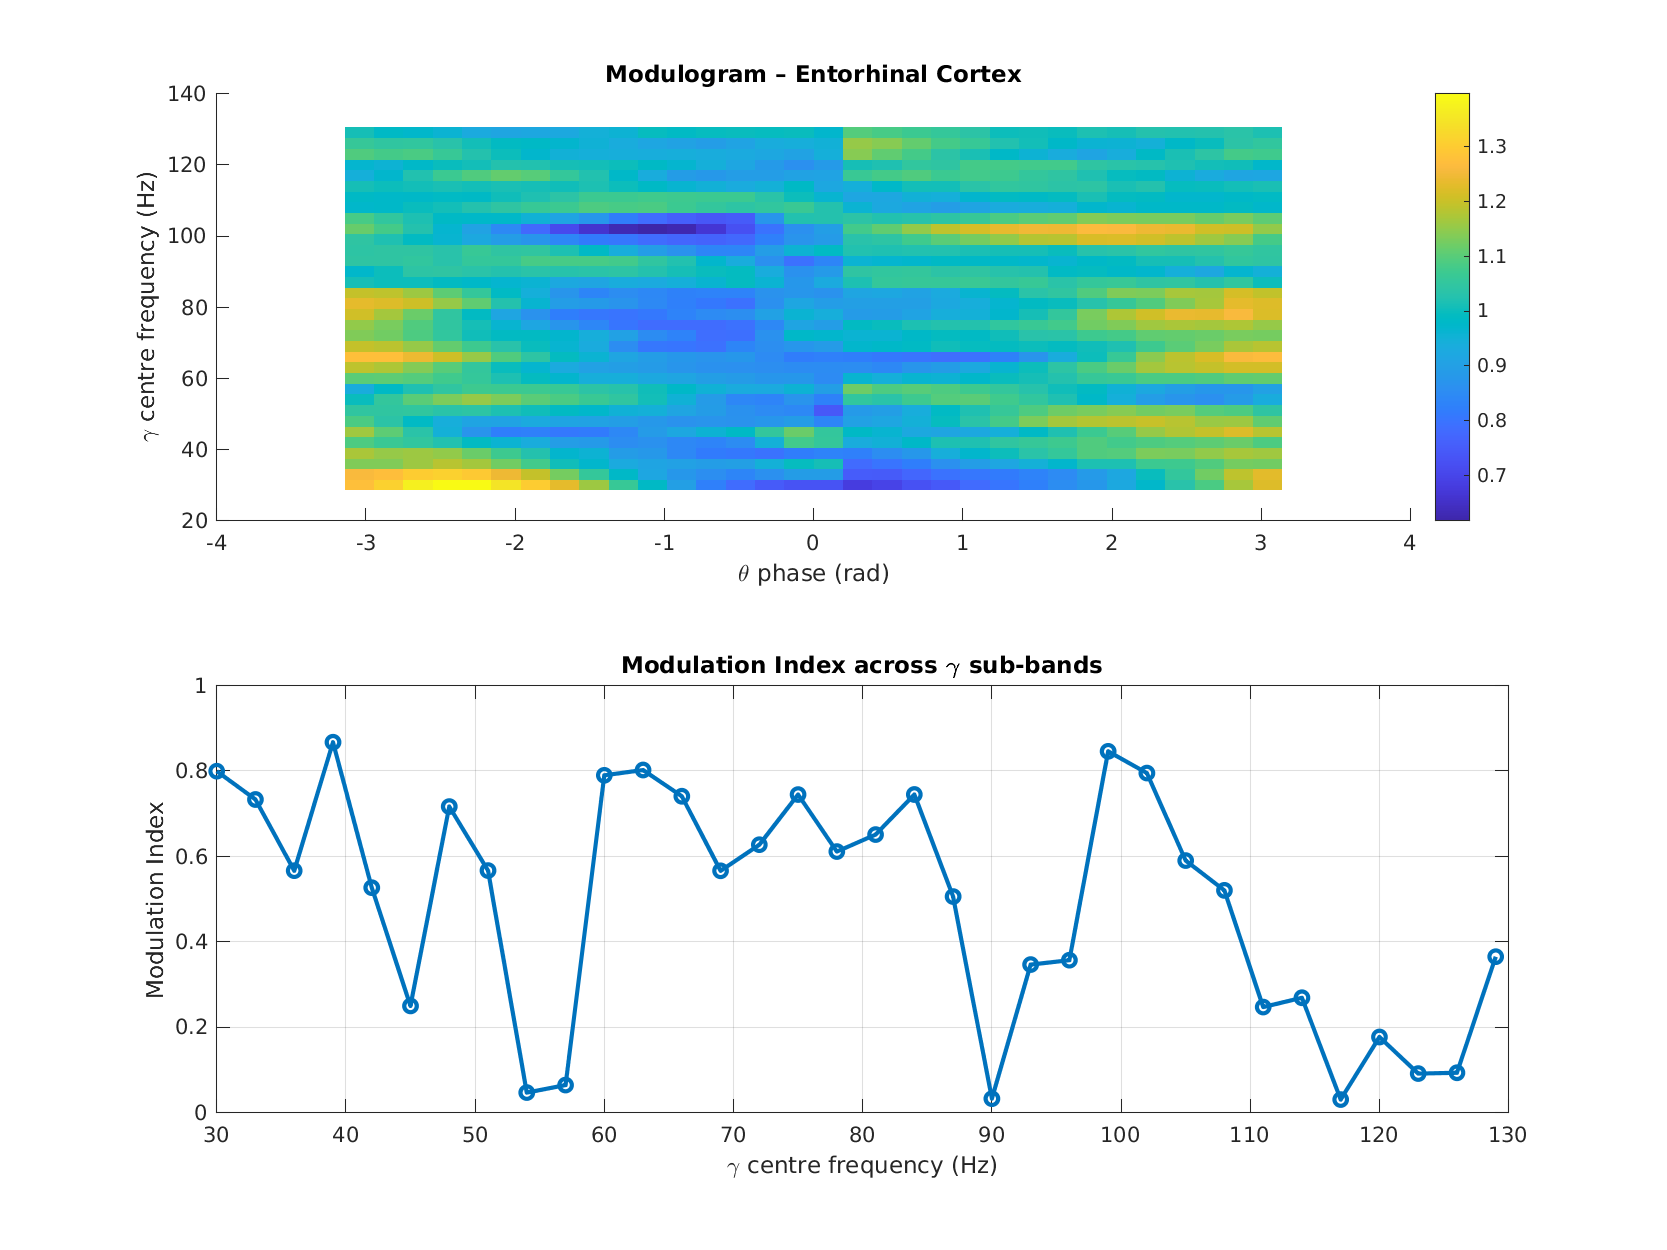 Modulogram – Entorhinal Cortex
140
120
100
80
60
40
20
γ centre frequency (Hz)
-4 -3 -2 -1 0 1 2 3 4
θ phase (rad)
1.3
1.2
1.1
1
0.9
0.8
0.7
Modulation Index across γ sub-bands
1
0.8
0.6
0.4
0.2
0
Modulation Index
30 40 50 60 70 80 90 100 110 120 130
γ centre frequency (Hz)